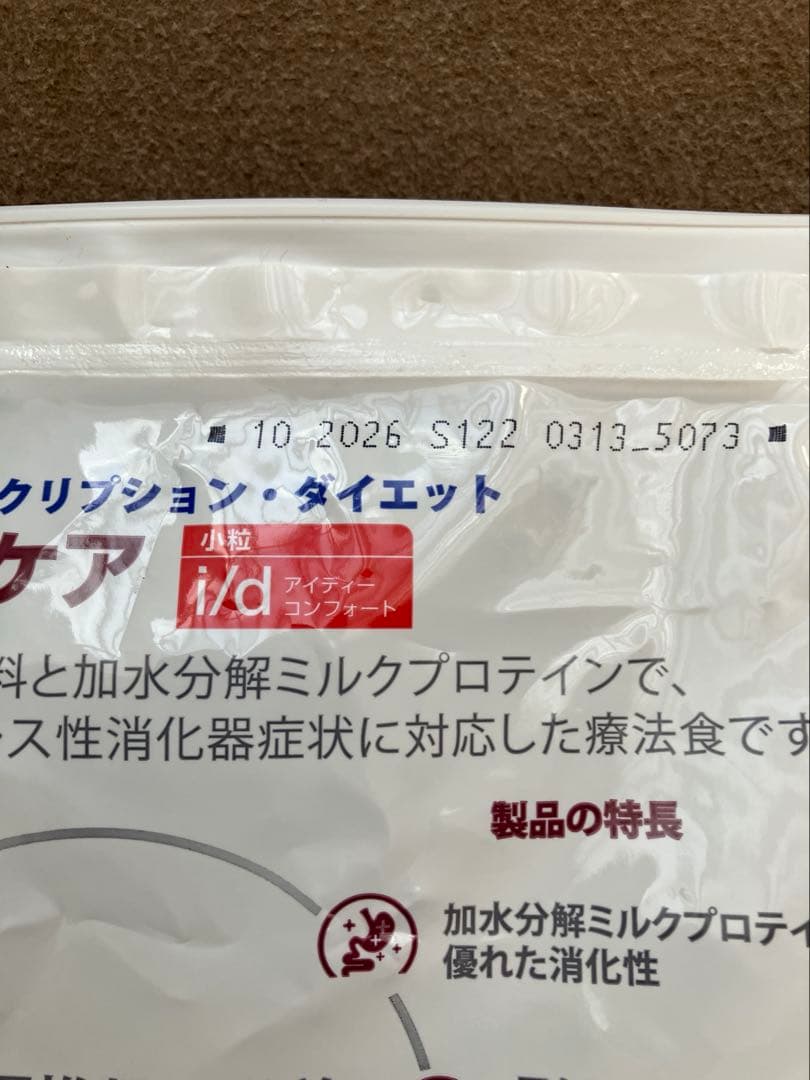 10 2026 S122 0313_5073
クリプション・ダイエット
ケア
小粒
i/d アイディー
コンフォート
料と加水分解ミルクプロテインで、
ス性消化器症状に対応した療法食です
製品の特長
加水分解ミルクプロテイ
優れた消化性